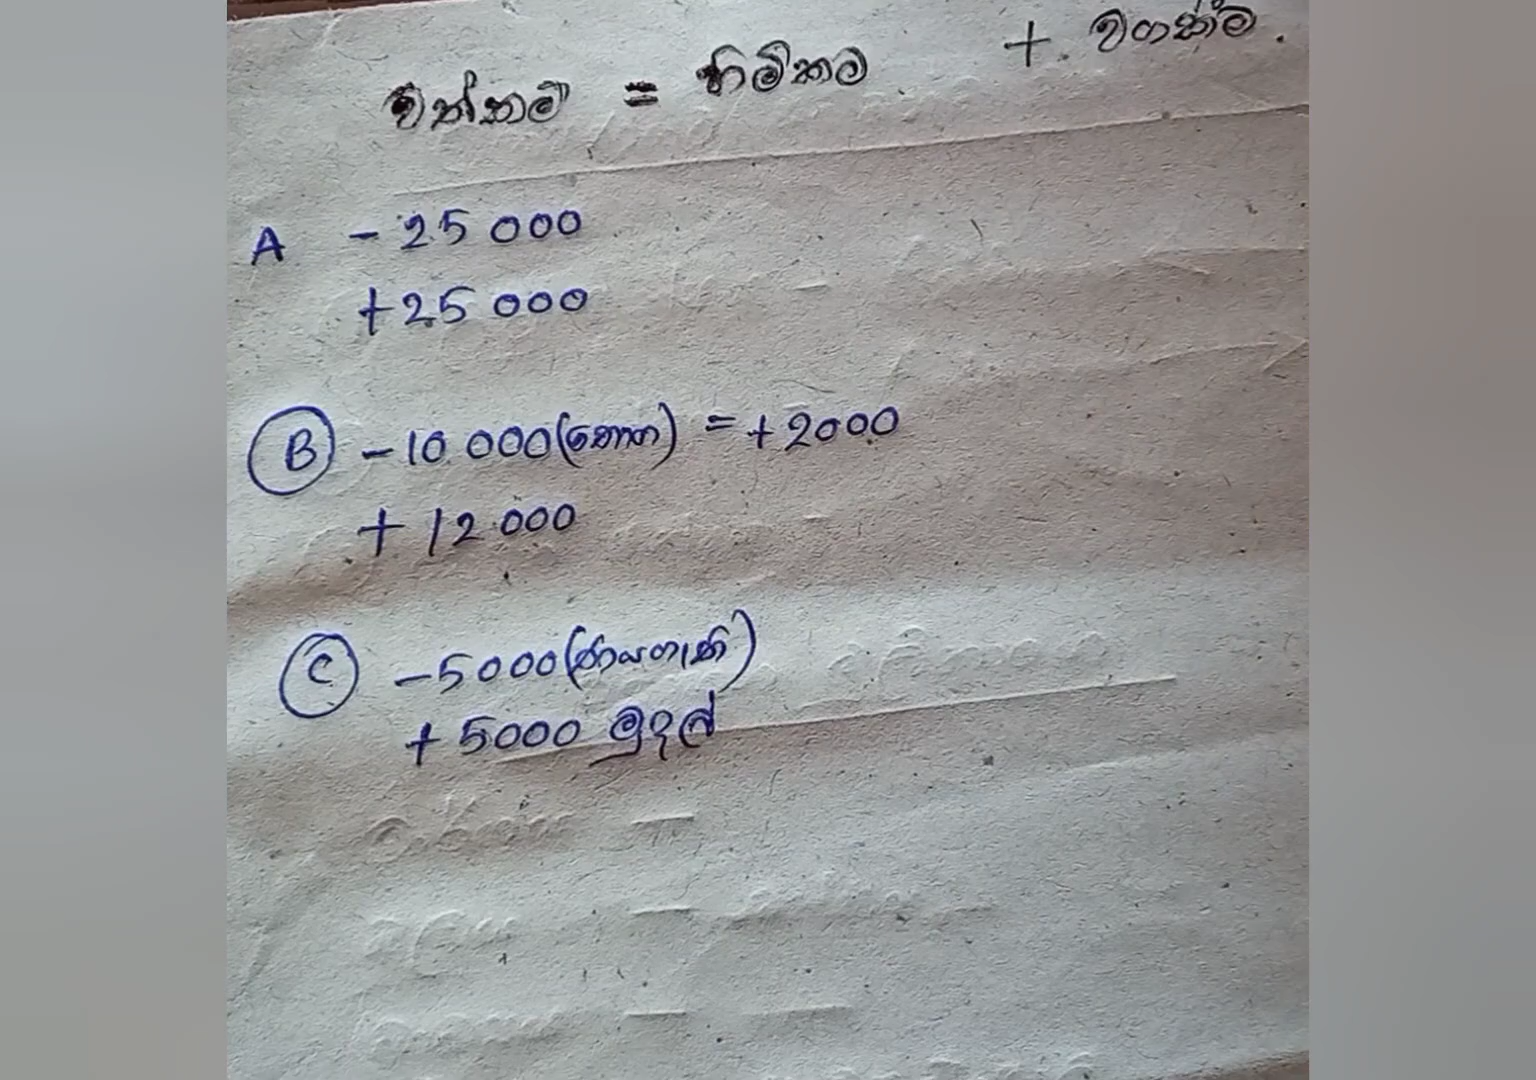 වත්කම් = හිමිකම + වගකීම.
A - 25 000
+ 25 000
B - 10 000 (තොග) = + 2000
+ 12 000
C - 5000 (ණයගැති)
+ 5000 මුදල්